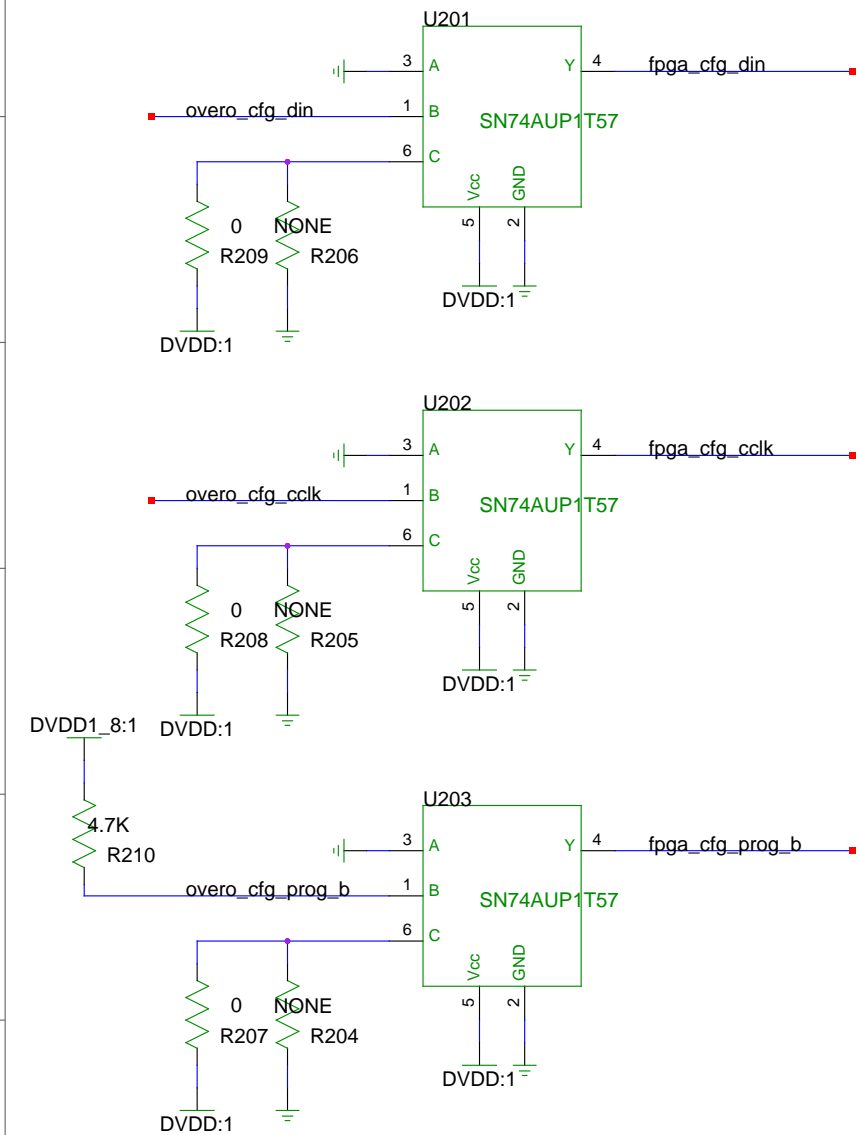 U201
3 A Y 4 fpga_cfg_din
overo_cfg_din 1 B
SN74AUP1T57
6 C
Vcc GND
5 2
0 NONE
R209 R206
DVDD:1
DVDD:1
U202
3 A Y 4 fpga_cfg_cclk
overo_cfg_cclk 1 B
SN74AUP1T57
6 C
Vcc GND
5 2
0 NONE
R208 R205
DVDD:1
DVDD1_8:1 DVDD:1
U203
4.7K
3 A Y 4 fpga_cfg_prog_b
R210
overo_cfg_prog_b 1 B
SN74AUP1T57
6 C
Vcc GND
5 2
0 NONE
R207 R204
DVDD:1
DVDD:1